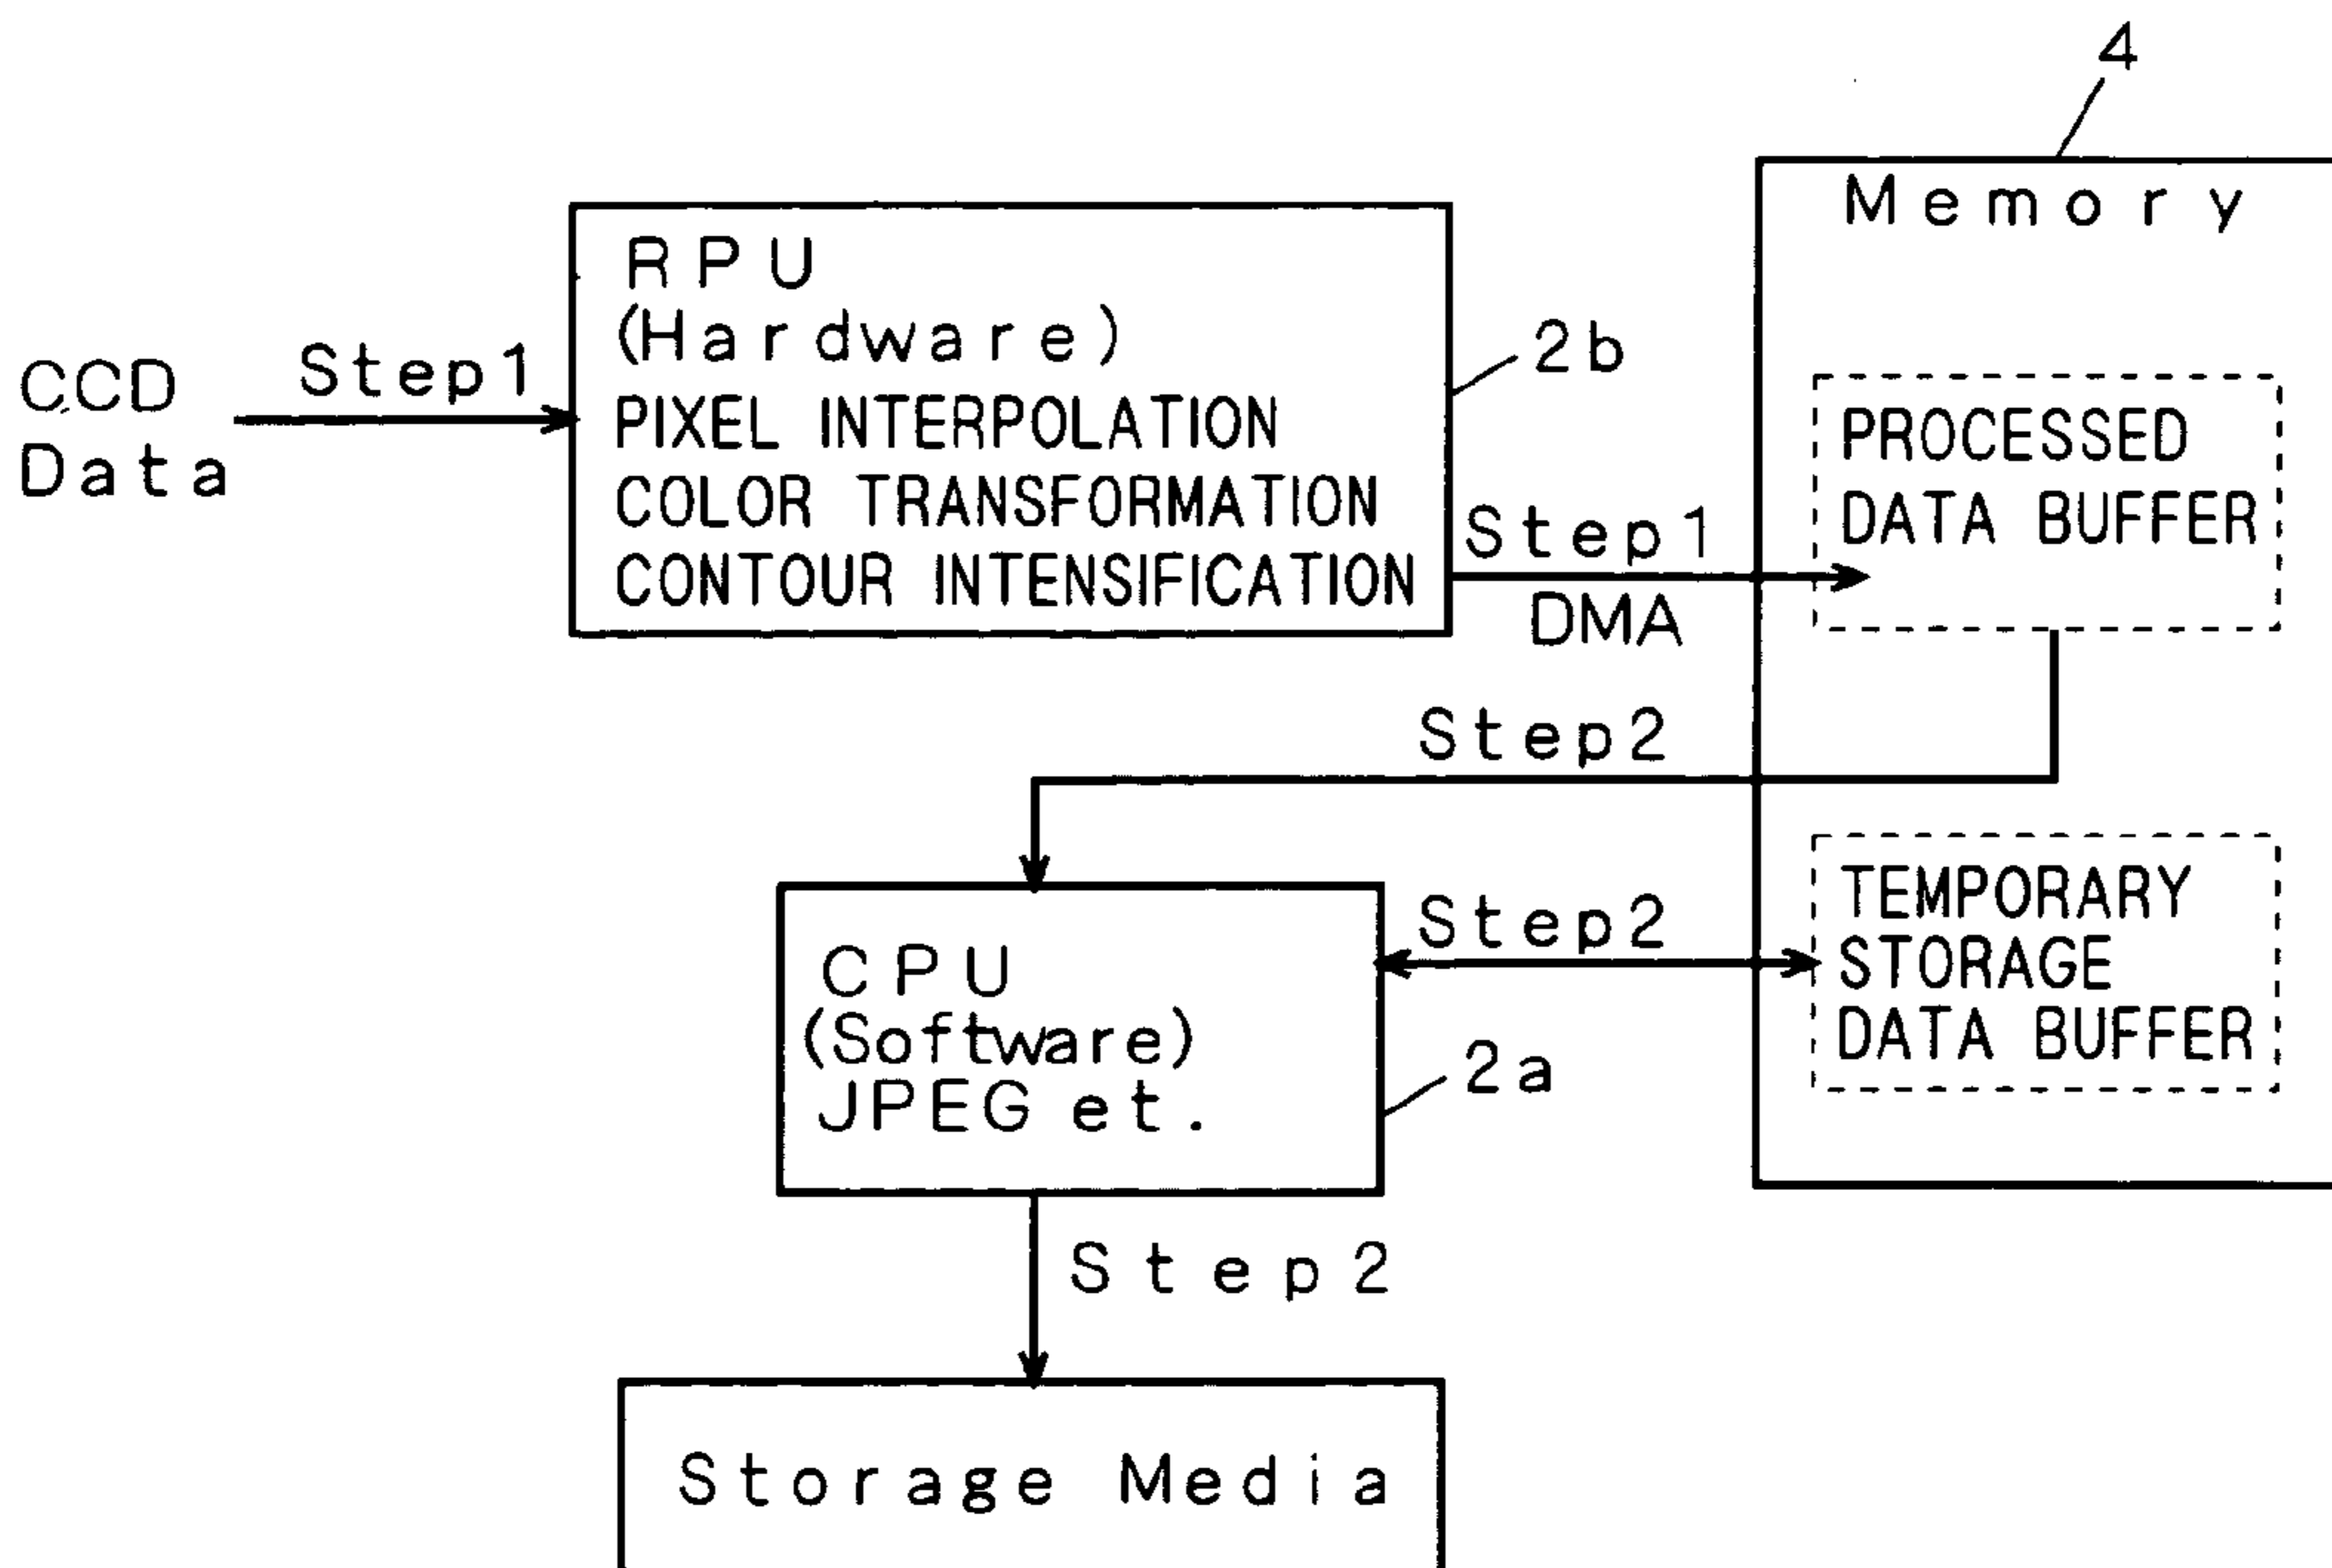 4
Memory
RPU
(Hardware)
PIXEL INTERPOLATION
COLOR TRANSFORMATION
CONTOUR INTENSIFICATION
2b
CCD
Data
Step1
Step1
DMA
PROCESSED
DATA BUFFER
Step2
Step2
TEMPORARY
STORAGE
DATA BUFFER
CPU
(Software)
JPEG et.
2a
Step2
Storage Media